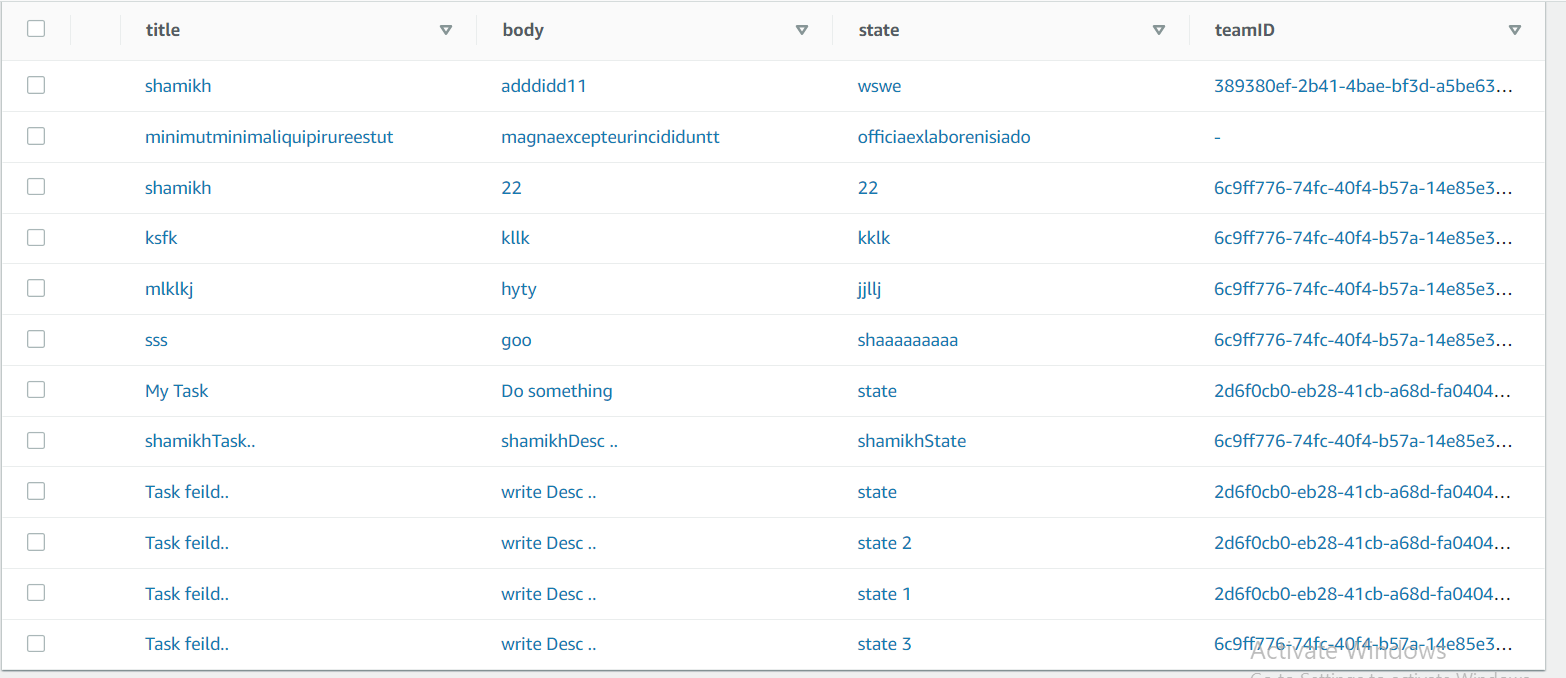 title body state teamID
shamikh adddidd11 wswe 389380ef-2b41-4bae-bf3d-a5be63...
minimutminimaliquipirureestut magnaexcepteurincididuntt officiaexlaborenisiado -
shamikh 22 22 6c9ff776-74fc-40f4-b57a-14e85e3...
ksfk kllk kklk 6c9ff776-74fc-40f4-b57a-14e85e3...
mlklkj hyty jjllj 6c9ff776-74fc-40f4-b57a-14e85e3...
sss goo shaaaaaaaaa 6c9ff776-74fc-40f4-b57a-14e85e3...
My Task Do something state 2d6f0cb0-eb28-41cb-a68d-fa0404...
shamikhTask.. shamikhDesc .. shamikhState 6c9ff776-74fc-40f4-b57a-14e85e3...
Task feild.. write Desc .. state 2d6f0cb0-eb28-41cb-a68d-fa0404...
Task feild.. write Desc .. state 2 2d6f0cb0-eb28-41cb-a68d-fa0404...
Task feild.. write Desc .. state 1 2d6f0cb0-eb28-41cb-a68d-fa0404...
Task feild.. write Desc .. state 3 6c9ff776-74fc-40f4-b57a-14e85e3...
Activate Windows
Go to Settings to activate Windows.